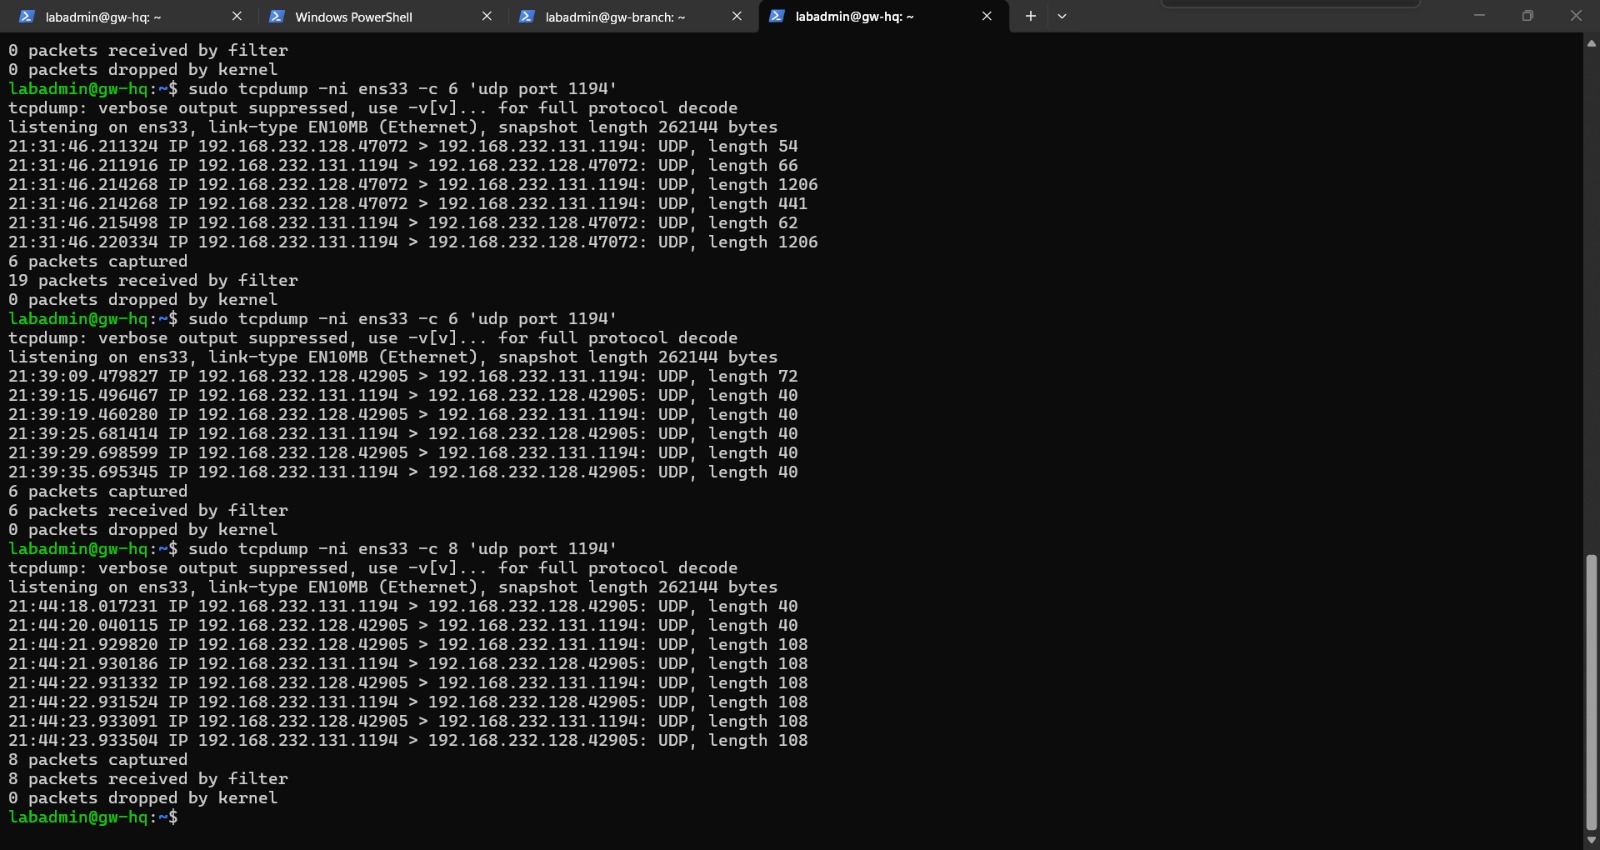 labadmin@gw-hq: ~
Windows PowerShell
labadmin@gw-branch: ~
labadmin@gw-hq: ~
0 packets received by filter
0 packets dropped by kernel
labadmin@gw-hq:~$ sudo tcpdump -ni ens33 -c 6 'udp port 1194'
tcpdump: verbose output suppressed, use -v[v]... for full protocol decode
listening on ens33, link-type EN10MB (Ethernet), snapshot length 262144 bytes
21:31:46.211324 IP 192.168.232.128.47072 > 192.168.232.131.1194: UDP, length 54
21:31:46.211916 IP 192.168.232.131.1194 > 192.168.232.128.47072: UDP, length 66
21:31:46.214268 IP 192.168.232.128.47072 > 192.168.232.131.1194: UDP, length 1206
21:31:46.214268 IP 192.168.232.128.47072 > 192.168.232.131.1194: UDP, length 441
21:31:46.215498 IP 192.168.232.131.1194 > 192.168.232.128.47072: UDP, length 62
21:31:46.220334 IP 192.168.232.131.1194 > 192.168.232.128.47072: UDP, length 1206
6 packets captured
19 packets received by filter
0 packets dropped by kernel
labadmin@gw-hq:~$ sudo tcpdump -ni ens33 -c 6 'udp port 1194'
tcpdump: verbose output suppressed, use -v[v]... for full protocol decode
listening on ens33, link-type EN10MB (Ethernet), snapshot length 262144 bytes
21:39:09.479827 IP 192.168.232.128.42905 > 192.168.232.131.1194: UDP, length 72
21:39:15.496467 IP 192.168.232.131.1194 > 192.168.232.128.42905: UDP, length 40
21:39:19.460280 IP 192.168.232.128.42905 > 192.168.232.131.1194: UDP, length 40
21:39:25.681414 IP 192.168.232.131.1194 > 192.168.232.128.42905: UDP, length 40
21:39:29.698599 IP 192.168.232.128.42905 > 192.168.232.131.1194: UDP, length 40
21:39:35.695345 IP 192.168.232.131.1194 > 192.168.232.128.42905: UDP, length 40
6 packets captured
6 packets received by filter
0 packets dropped by kernel
labadmin@gw-hq:~$ sudo tcpdump -ni ens33 -c 8 'udp port 1194'
tcpdump: verbose output suppressed, use -v[v]... for full protocol decode
listening on ens33, link-type EN10MB (Ethernet), snapshot length 262144 bytes
21:44:18.017231 IP 192.168.232.131.1194 > 192.168.232.128.42905: UDP, length 40
21:44:20.040115 IP 192.168.232.128.42905 > 192.168.232.131.1194: UDP, length 40
21:44:21.929820 IP 192.168.232.128.42905 > 192.168.232.131.1194: UDP, length 108
21:44:21.930186 IP 192.168.232.131.1194 > 192.168.232.128.42905: UDP, length 108
21:44:22.931332 IP 192.168.232.128.42905 > 192.168.232.131.1194: UDP, length 108
21:44:22.931524 IP 192.168.232.131.1194 > 192.168.232.128.42905: UDP, length 108
21:44:23.933091 IP 192.168.232.128.42905 > 192.168.232.131.1194: UDP, length 108
21:44:23.933504 IP 192.168.232.131.1194 > 192.168.232.128.42905: UDP, length 108
8 packets captured
8 packets received by filter
0 packets dropped by kernel
labadmin@gw-hq:~$